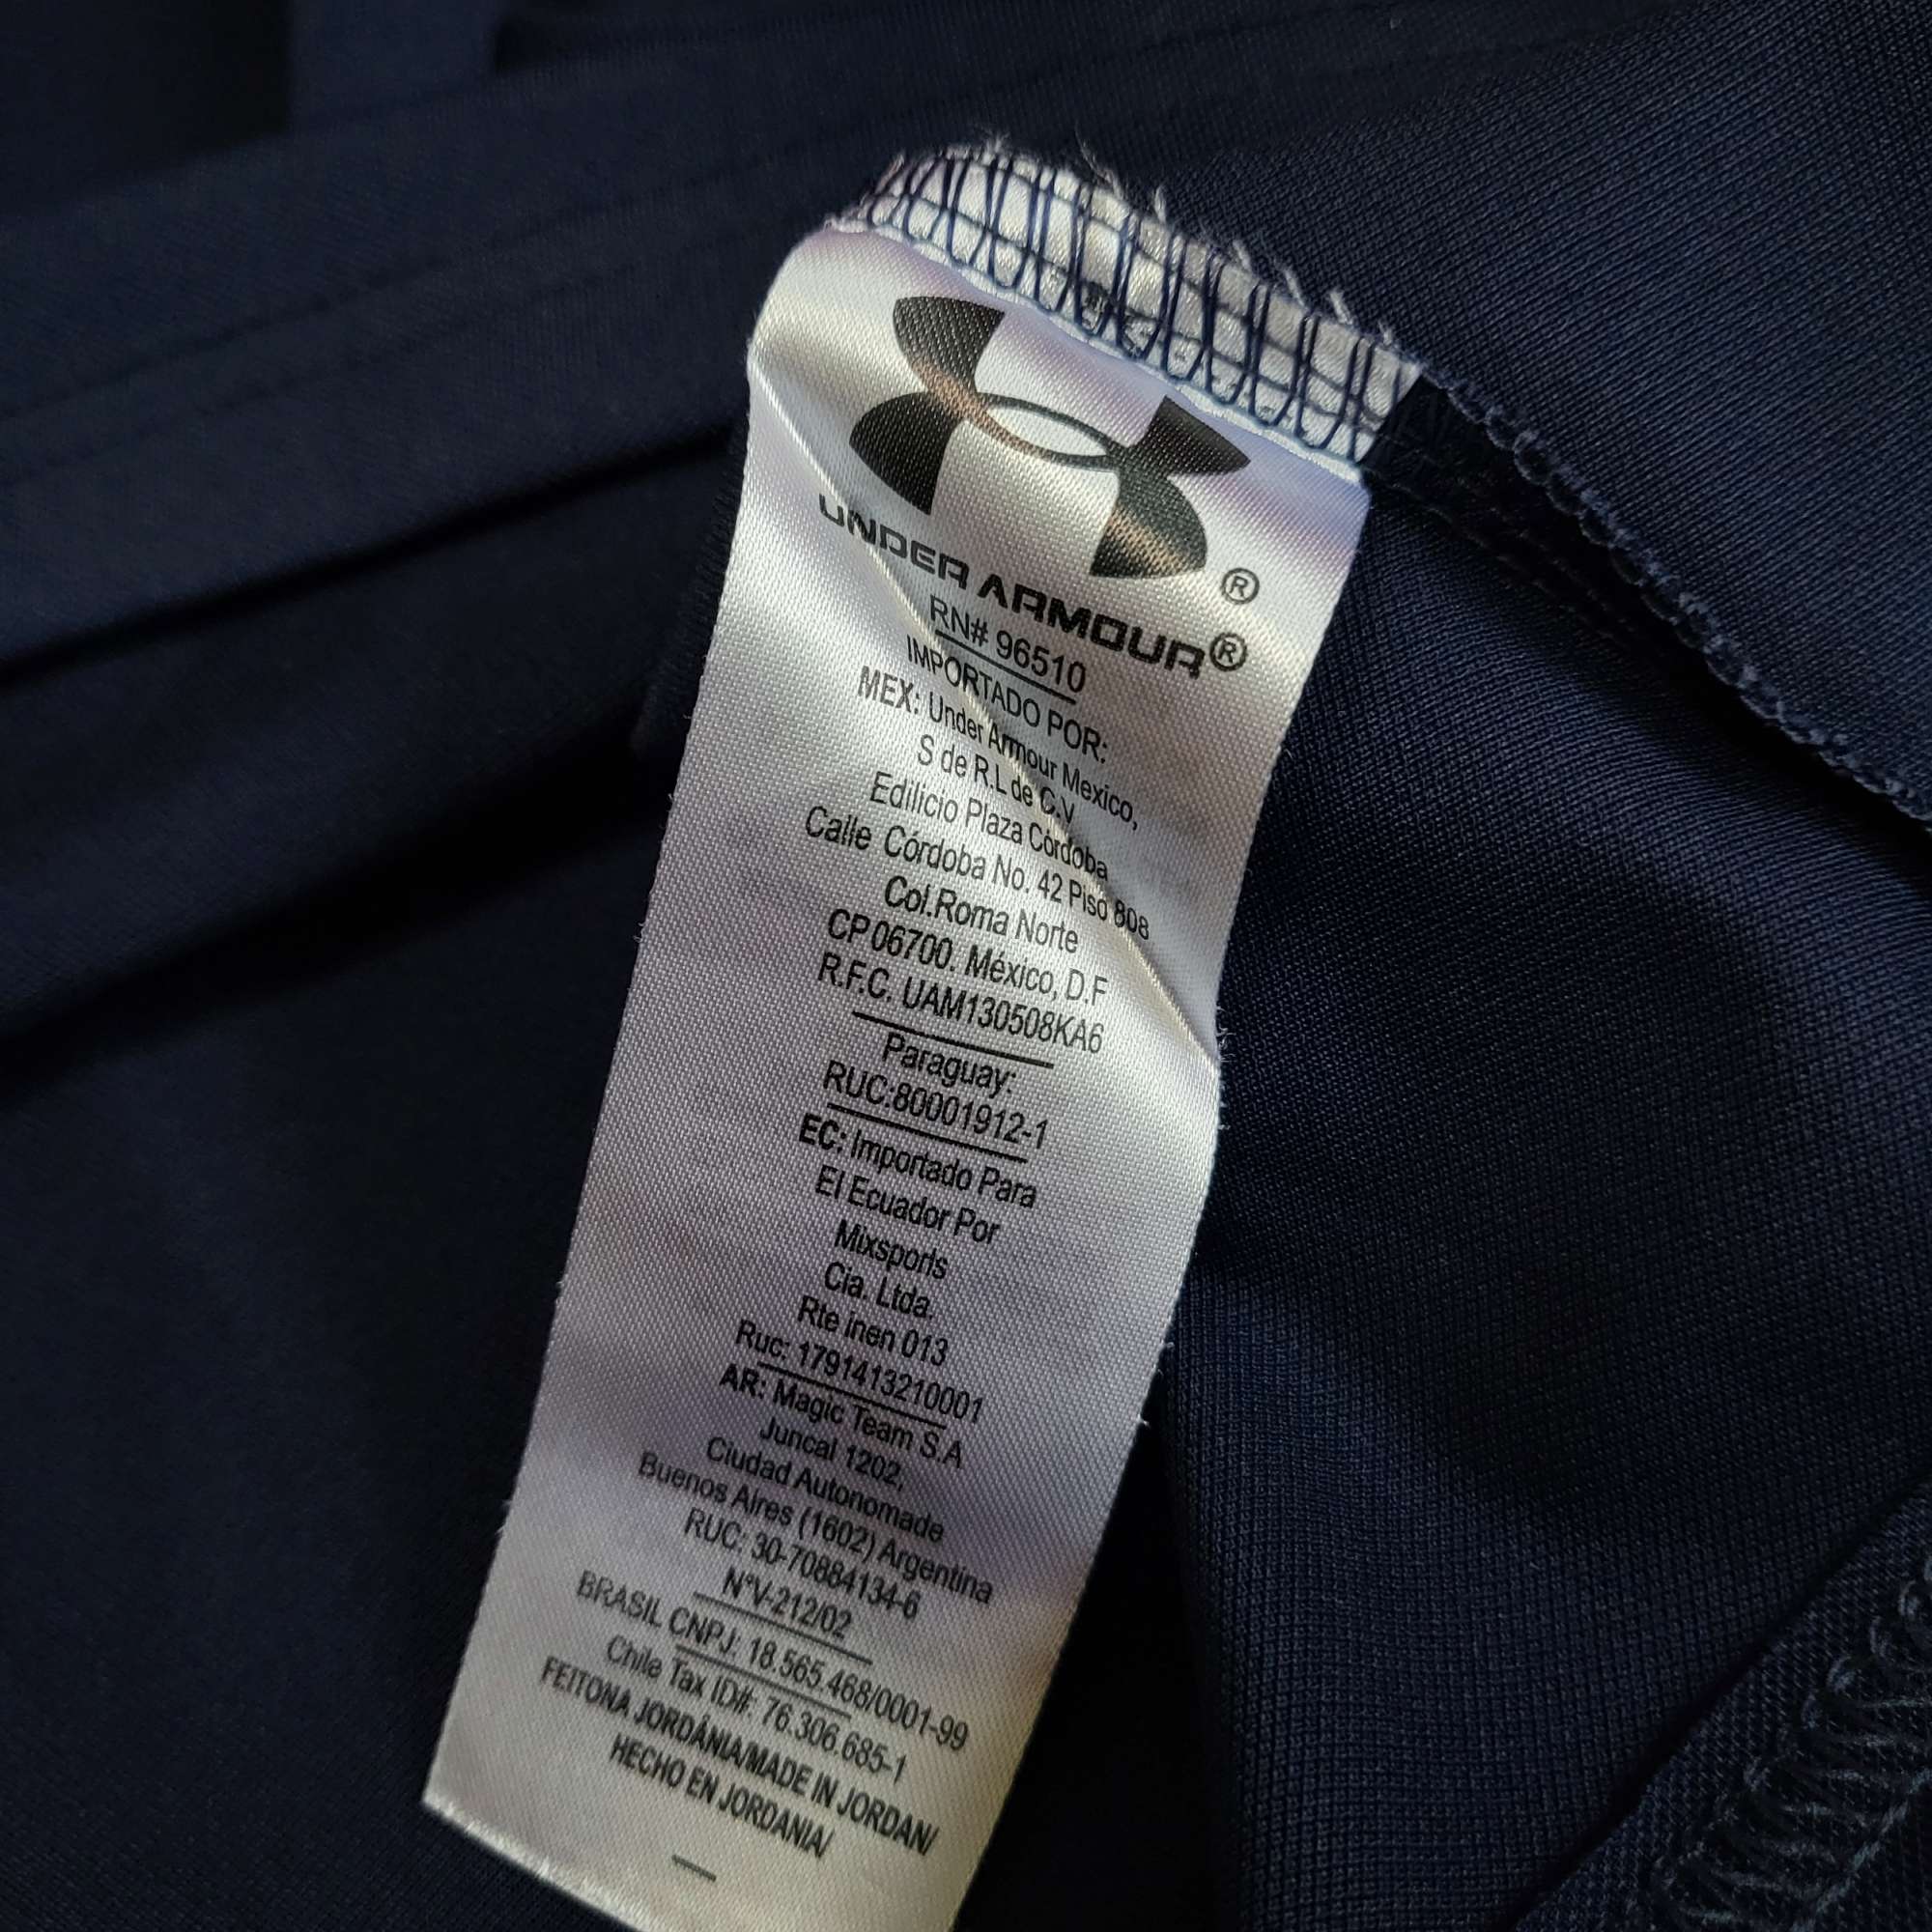 UNDER ARMOUR®
RN# 96510
IMPORTADO POR:
MEX: Under Armour Mexico,
S de R.L de C.V
Edilicio Plaza Córdoba
Calle Córdoba No. 42 Piso 808
Col.Roma Norte
CP 06700. México, D.F
R.F.C. UAM130508KA6
Paraguay:
RUC:80001912-1
EC: Importado Para
El Ecuador Por
Mixsports
Cia. Ltda.
Rte inen 013
Ruc: 1791413210001
AR: Magic Team S.A
Juncal 1202,
Ciudad Autonomade
Buenos Aires (1602) Argentina
RUC: 30-70884134-6
N°V-212/02
BRASIL CNPJ: 18.565.468/0001-99
Chile Tax ID#: 76.306.685-1
FEITONA JORDÂNIA/MADE IN JORDAN/
HECHO EN JORDANIA/